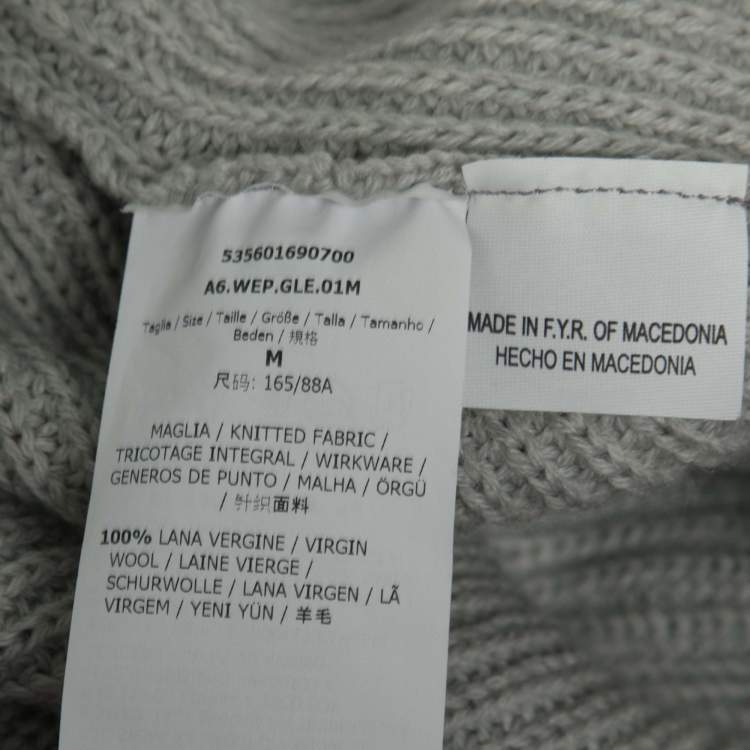 535601690700
A6.WEP.GLE.01M
Taglia / Size / Taille / Größe / Talla / Tamanho /
Beden / 規格
M
尺码: 165/88A
MAGLIA / KNITTED FABRIC /
TRICOTAGE INTEGRAL / WIRKWARE /
GENEROS DE PUNTO / MALHA / ÖRGÜ
/ 针织面料
100% LANA VERGINE / VIRGIN
WOOL / LAINE VIERGE /
SCHURWOLLE / LANA VIRGEN / LÃ
VIRGEM / YENI YÜN / 羊毛
MADE IN F.Y.R. OF MACEDONIA
HECHO EN MACEDONIA